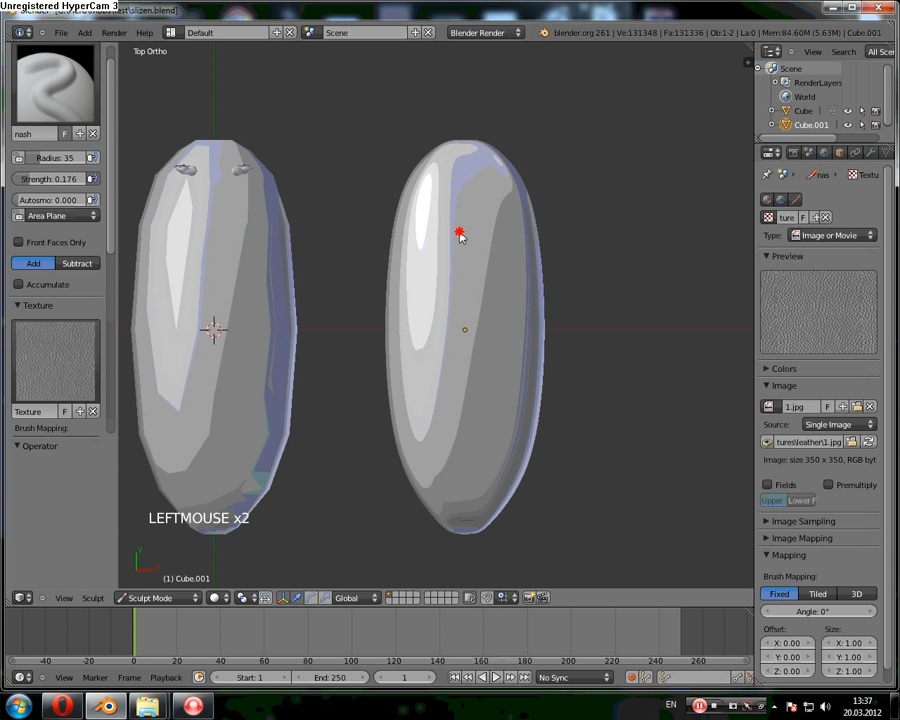 Unregistered HyperCam 3
File Add Render Help
Default
Scene
Blender Render
blender.org 261 | Ve:131348 | Fa:131336 | Ob:1-2 | La:0 | Mem:84.60M (5.63M) | Cube.001
Top Ortho
View Search All Scen
Scene
RenderLayers
World
Cube
Cube.001
nash F
Radius: 35
Strength: 0.176
Autosmo: 0.000
Area Plane
Front Faces Only
Add Subtract
Accumulate
Texture
Texture F
Brush Mapping:
Operator
nas Textu
ture F
Type: Image or Movie
Preview
Colors
Image
1.jpg F
Source: Single Image
tures\leather\1.jpg
Image: size 350 x 350, RGB byt
Fields Premultiply
Upper Lower F
Image Sampling
Image Mapping
Mapping
Brush Mapping:
Fixed Tiled 3D
Angle: 0°
Offset: Size:
X: 0.00 X: 1.00
Y: 0.00 Y: 1.00
Z: 0.00 Z: 1.00
LEFTMOUSE x2
y
(1) Cube.001
View Sculpt Sculpt Mode Global
-40 -20 0 20 40 60 80 100 120 140 160 180 200 220 240 260
View Marker Frame Playback Start: 1 End: 250 1 No Sync
EN
13:37
20.03.2012